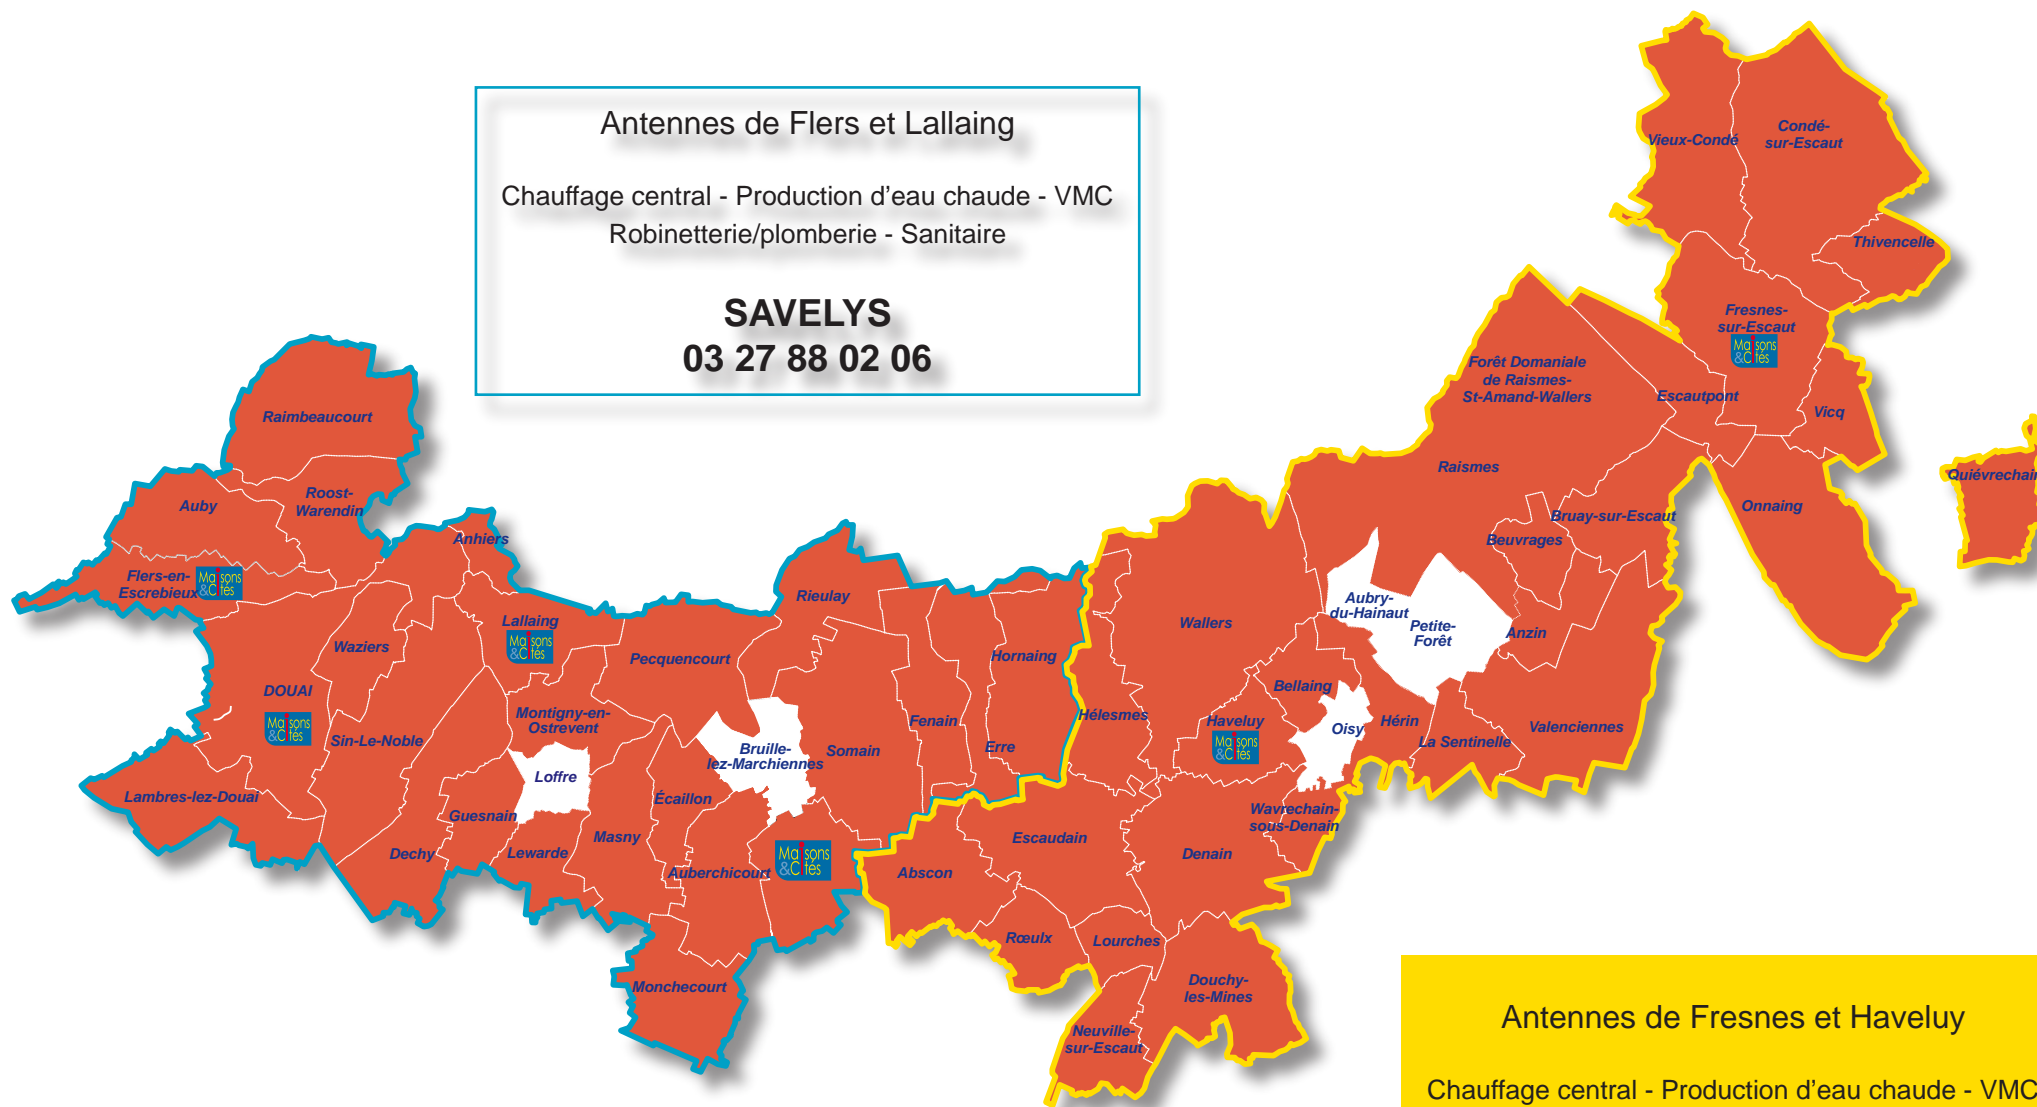 Antennes de Flers et Lallaing
Chauffage central - Production d'eau chaude - VMC
Robinetterie/plomberie - Sanitaire
SAVELYS
03 27 88 02 06
Vieux-Condé
Condé-
sur-Escaut
Thivencelle
Fresnes-
sur-Escaut
Maisons
&Cités
Forêt Domaniale
de Raismes-
St-Amand-Wallers
Escautpont
Vicq
Raimbeaucourt
Raismes
Quiévrechain
Auby
Roost-
Warendin
Onnaing
Bruay-sur-Escaut
Beuvrages
Anhiers
Flers-en-
Escrebieux
Maisons
&Cités
Rieulay
Aubry-
du-Hainaut
Petite-
Forêt
Anzin
Lallaing
Maisons
&Cités
Wallers
Waziers
Pecquencourt
Hornaing
DOUAI
Maisons
&Cités
Bellaing
Montigny-en-
Ostrevent
Hélesmes
Haveluy
Maisons
&Cités
Oisy
Hérin
La Sentinelle
Valenciennes
Sin-Le-Noble
Bruille-
lez-Marchiennes
Somain
Fenain
Erre
Loffre
Lambres-lez-Douai
Écaillon
Guesnain
Wavrechain-
sous-Denain
Masny
Escaudain
Dechy
Lewarde
Denain
Auberchicourt
Maisons
&Cités
Abscon
Rœulx
Lourches
Monchecourt
Douchy-
les-Mines
Neuville-
sur-Escaut
Antennes de Fresnes et Haveluy
Chauffage central - Production d'eau chaude - VMC